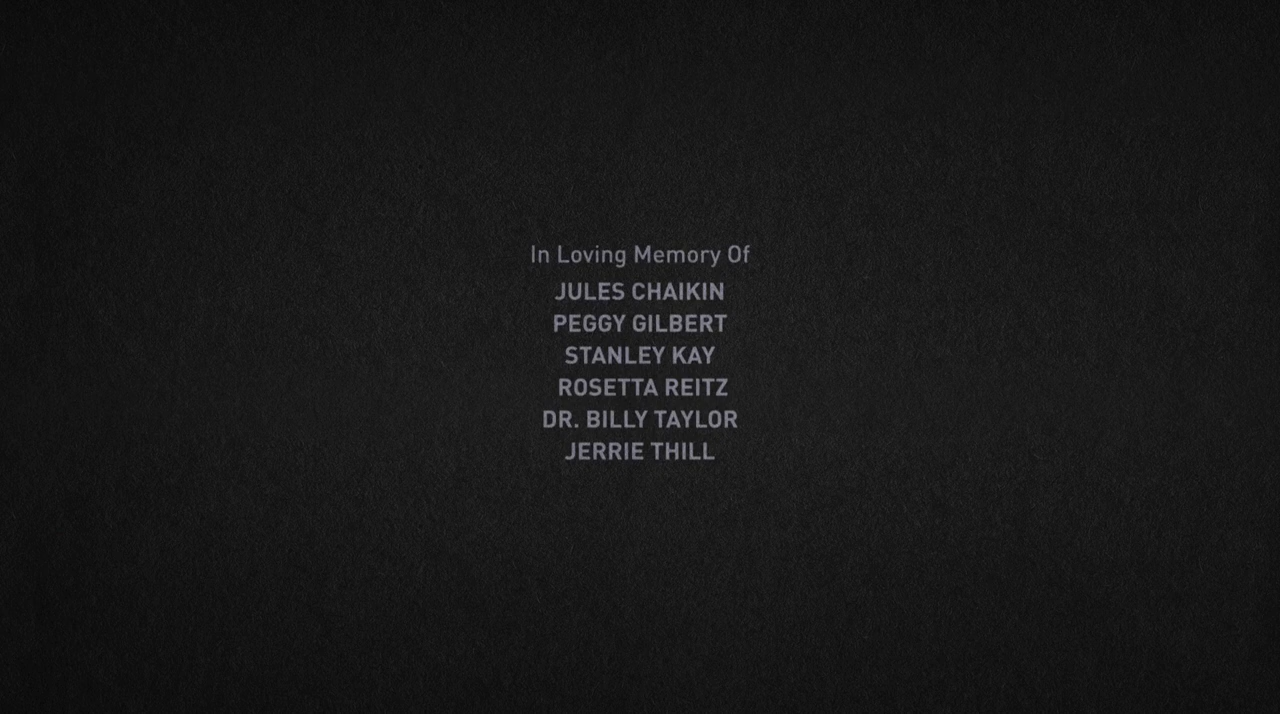 In Loving Memory Of
JULES CHAIKIN
PEGGY GILBERT
STANLEY KAY
ROSETTA REITZ
DR. BILLY TAYLOR
JERRIE THILL